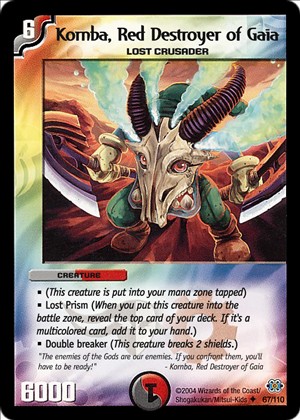 6
Kornba, Red Destroyer of Gaia
LOST CRUSADER
CREATURE
▪ (This creature is put into your mana zone tapped)
▪ Lost Prism (When you put this creature into the
battle zone, reveal the top card of your deck. If it's a
multicolored card, add it to your hand.)
▪ Double breaker (This creature breaks 2 shields.)
"The enemies of the Gods are our enemies. If you confront them, you'll
have to be ready!" - Kornba, Red Destroyer of Gaia
6000
1
©2004 Wizards of the Coast/
Shogakukan/Mitsui-Kids
67/110